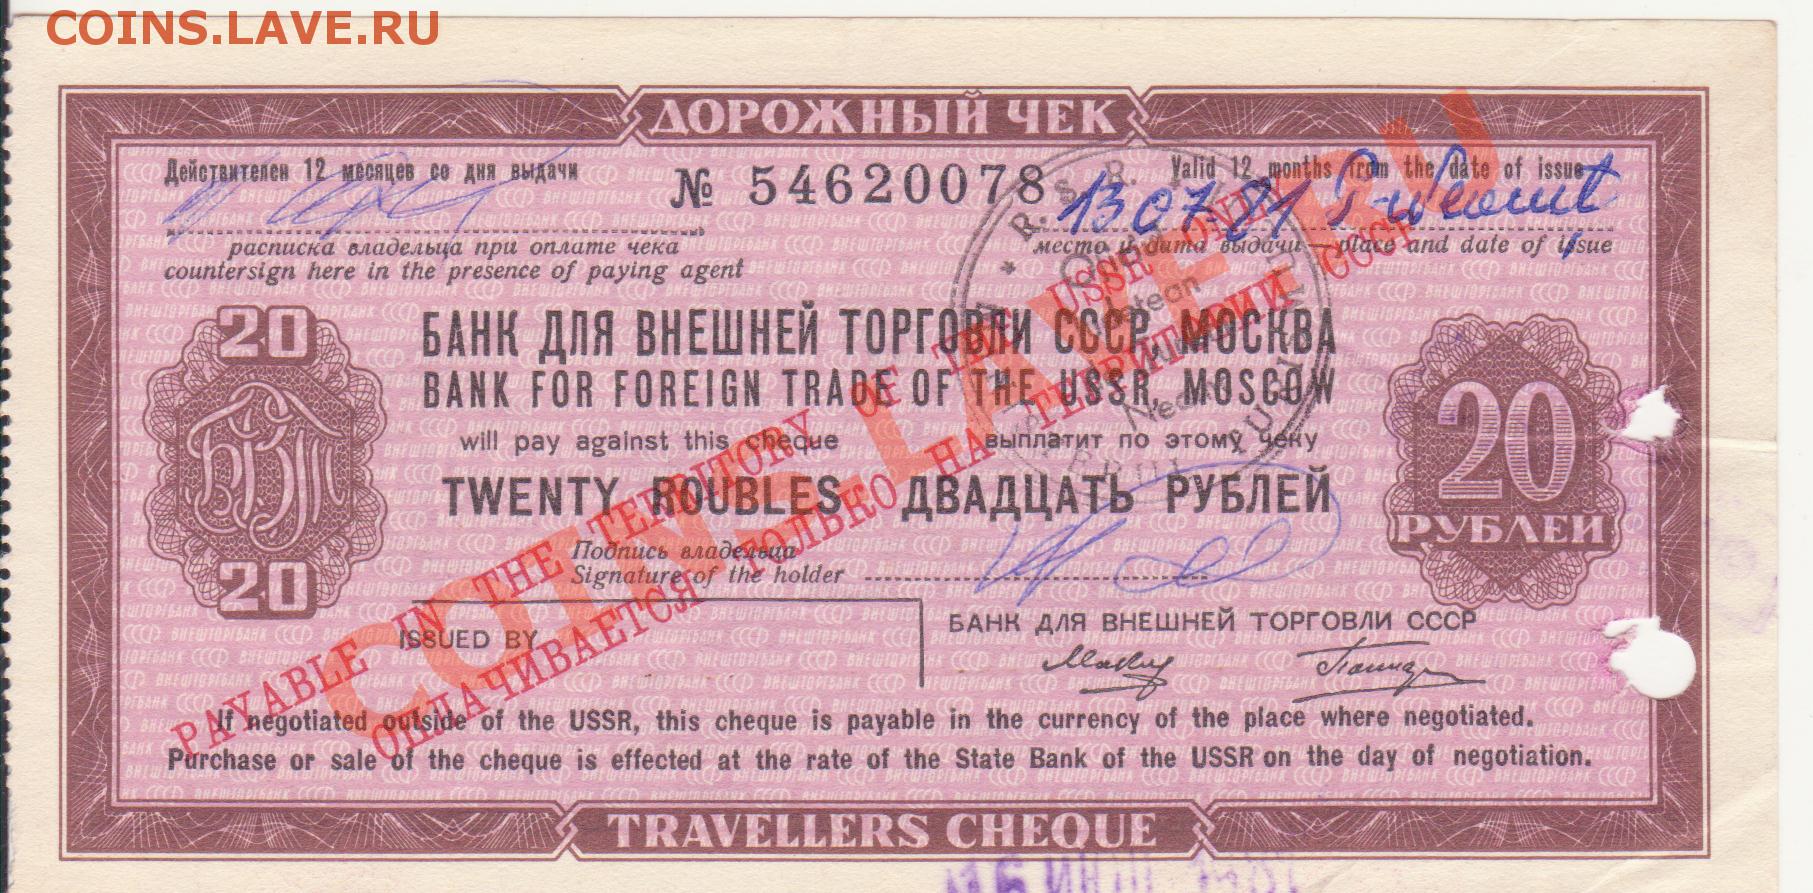 COINS.LAVE.RU
ДОРОЖНЫЙ ЧЕК
Действителен 12 месяцев со дня выдачи
№ 54620078
Valid 12 months from the date of issue
13 07 81
расписка владельца при оплате чека
countersign here in the presence of paying agent
место и дата выдачи — place and date of issue
20
БАНК ДЛЯ ВНЕШНЕЙ ТОРГОВЛИ СССР, МОСКВА
BANK FOR FOREIGN TRADE OF THE USSR, MOSCOW
will pay against this cheque
выплатит по этому чеку
TWENTY ROUBLES
ДВАДЦАТЬ РУБЛЕЙ
БВТ
20
20
РУБЛЕЙ
Подпись владельца
Signature of the holder
ISSUED BY
БАНК ДЛЯ ВНЕШНЕЙ ТОРГОВЛИ СССР
PAYABLE IN THE TERRITORY OF THE USSR ONLY
ОПЛАЧИВАЕТСЯ ТОЛЬКО НА ТЕРРИТОРИИ СССР
COINS.LAVE.RU
If negotiated outside of the USSR, this cheque is payable in the currency of the place where negotiated.
Purchase or sale of the cheque is effected at the rate of the State Bank of the USSR on the day of negotiation.
TRAVELLERS CHEQUE